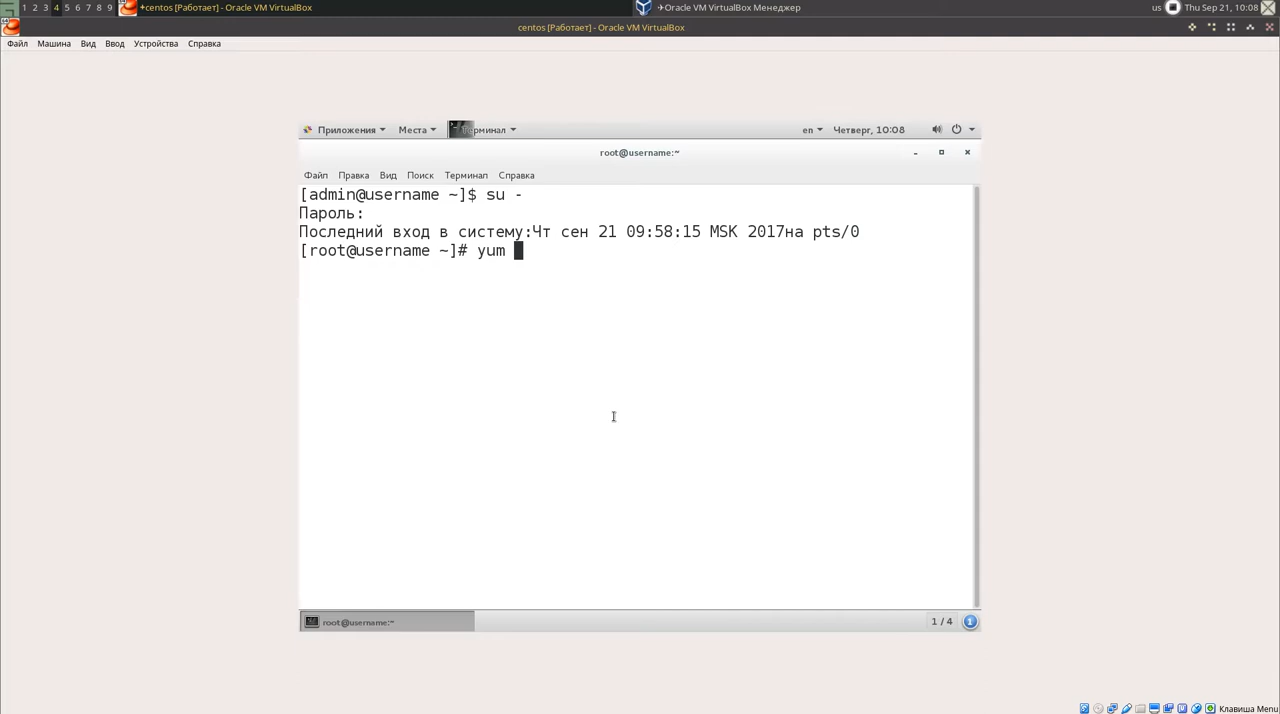 1 2 3 4 5 6 7 8 9 +centos [Работает] - Oracle VM VirtualBox Oracle VM VirtualBox Менеджер us Thu Sep 21, 10:08
centos [Работает] - Oracle VM VirtualBox
Файл Машина Вид Ввод Устройства Справка
Приложения Места Терминал en Четверг, 10:08
root@username:~
Файл Правка Вид Поиск Терминал Справка
[admin@username ~]$ su -
Пароль:
Последний вход в систему:Чт сен 21 09:58:15 MSK 2017на pts/0
[root@username ~]# yum
root@username:~ 1 / 4 1
Клавиша Menu